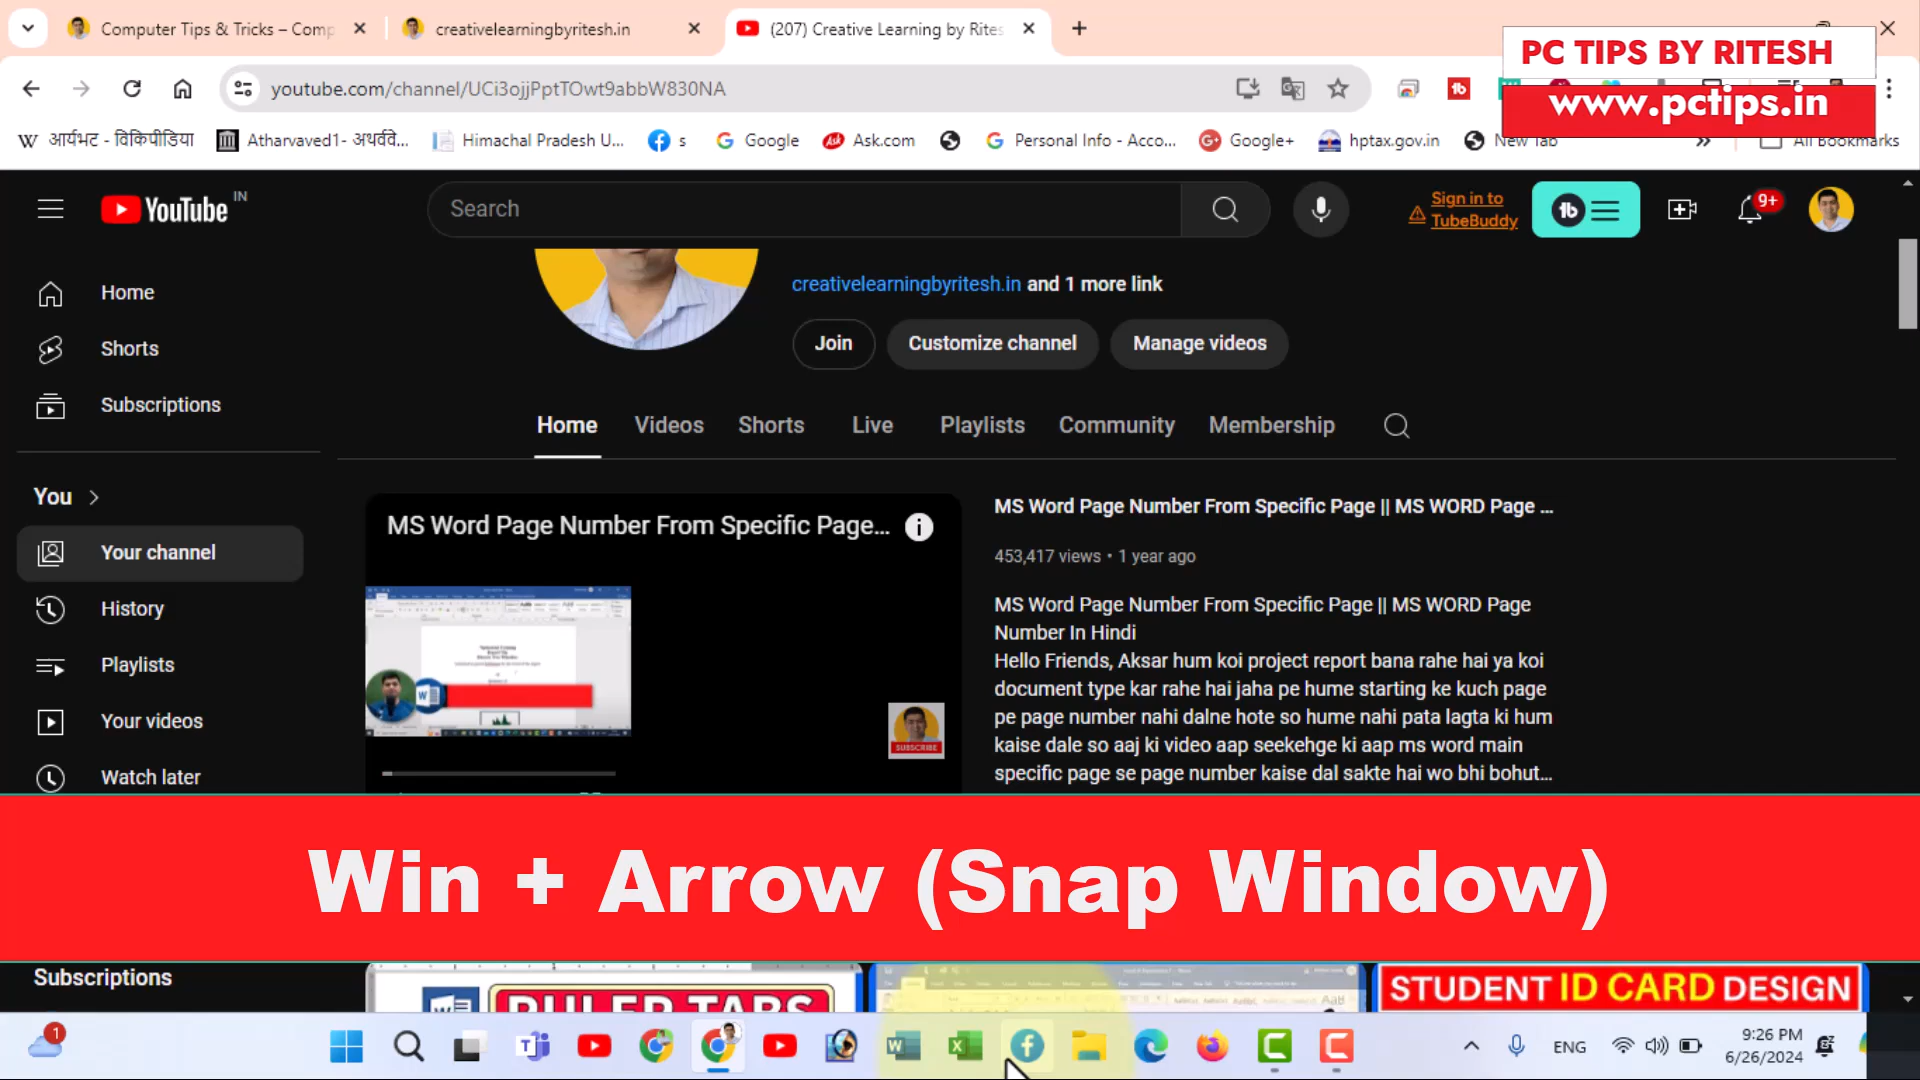 Computer Tips & Tricks – Comp
creativelearningbyritesh.in
(207) Creative Learning by Rites
PC TIPS BY RITESH
www.pctips.in
youtube.com/channel/UCi3ojjPptTOwt9abbW830NA
आर्यभट - विकिपीडिया
Atharvaved1- अथर्ववे...
Himachal Pradesh U...
s
Google
Ask.com
Personal Info - Acco...
Google+
hptax.gov.in
New Tab
All Bookmarks
YouTube IN
Search
Sign in to
TubeBuddy
9+
Home
Shorts
Subscriptions
You
Your channel
History
Playlists
Your videos
Watch later
creativelearningbyritesh.in and 1 more link
Join
Customize channel
Manage videos
Home
Videos
Shorts
Live
Playlists
Community
Membership
MS Word Page Number From Specific Page...
SUBSCRIBE
MS Word Page Number From Specific Page || MS WORD Page ...
453,417 views • 1 year ago
MS Word Page Number From Specific Page || MS WORD Page
Number In Hindi
Hello Friends, Aksar hum koi project report bana rahe hai ya koi
document type kar rahe hai jaha pe hume starting ke kuch page
pe page number nahi dalne hote so hume nahi pata lagta ki hum
kaise dale so aaj ki video aap seekehge ki aap ms word main
specific page se page number kaise dal sakte hai wo bhi bohut...
Win + Arrow (Snap Window)
Subscriptions
RULER TABS
STUDENT ID CARD DESIGN
1
ENG
9:26 PM
6/26/2024